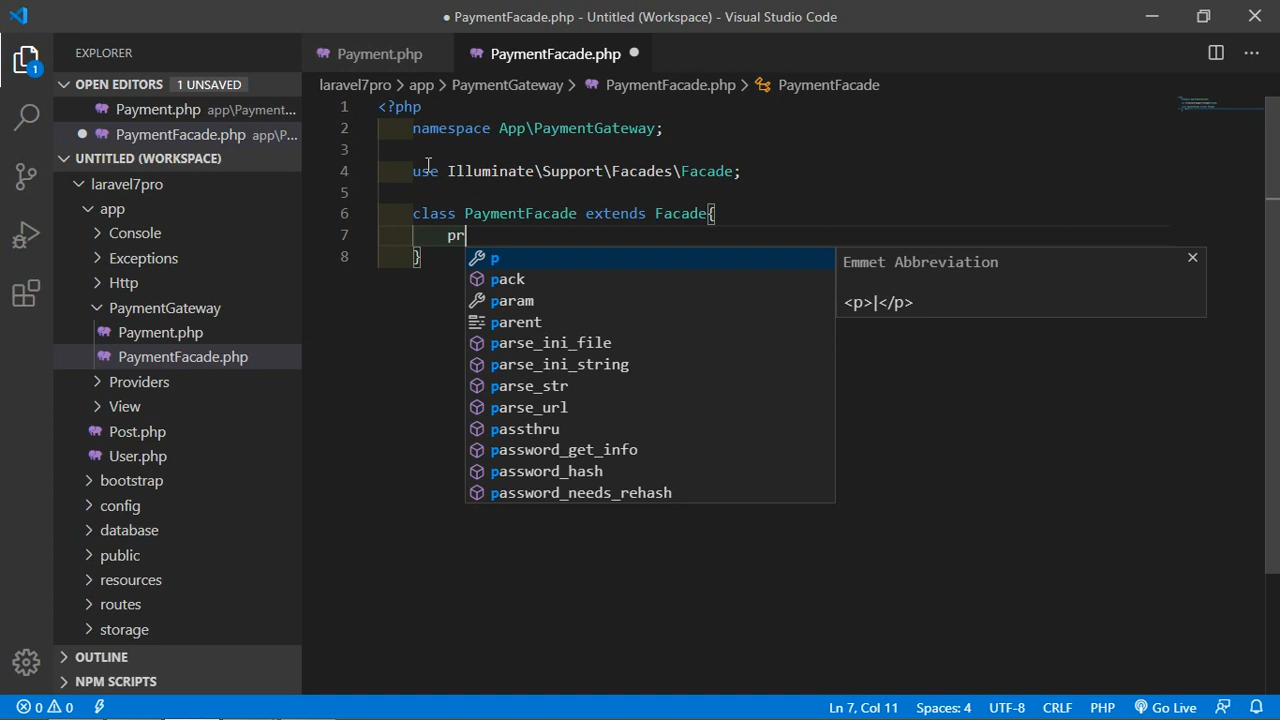 ● PaymentFacade.php - Untitled (Workspace) - Visual Studio Code
EXPLORER
Payment.php
PaymentFacade.php
OPEN EDITORS
1 UNSAVED
Payment.php app\Payment...
PaymentFacade.php app\P...
UNTITLED (WORKSPACE)
laravel7pro
app
Console
Exceptions
Http
PaymentGateway
Payment.php
PaymentFacade.php
Providers
View
Post.php
User.php
bootstrap
config
database
public
resources
routes
storage
OUTLINE
NPM SCRIPTS
1
laravel7pro > app > PaymentGateway > PaymentFacade.php > PaymentFacade
1 <?php
2 namespace App\PaymentGateway;
3
4 use Illuminate\Support\Facades\Facade;
5
6 class PaymentFacade extends Facade{
7 pr
8 }
p
pack
param
parent
parse_ini_file
parse_ini_string
parse_str
parse_url
passthru
password_get_info
password_hash
password_needs_rehash
Emmet Abbreviation
<p>|</p>
0 0
Ln 7, Col 11
Spaces: 4
UTF-8
CRLF
PHP
Go Live